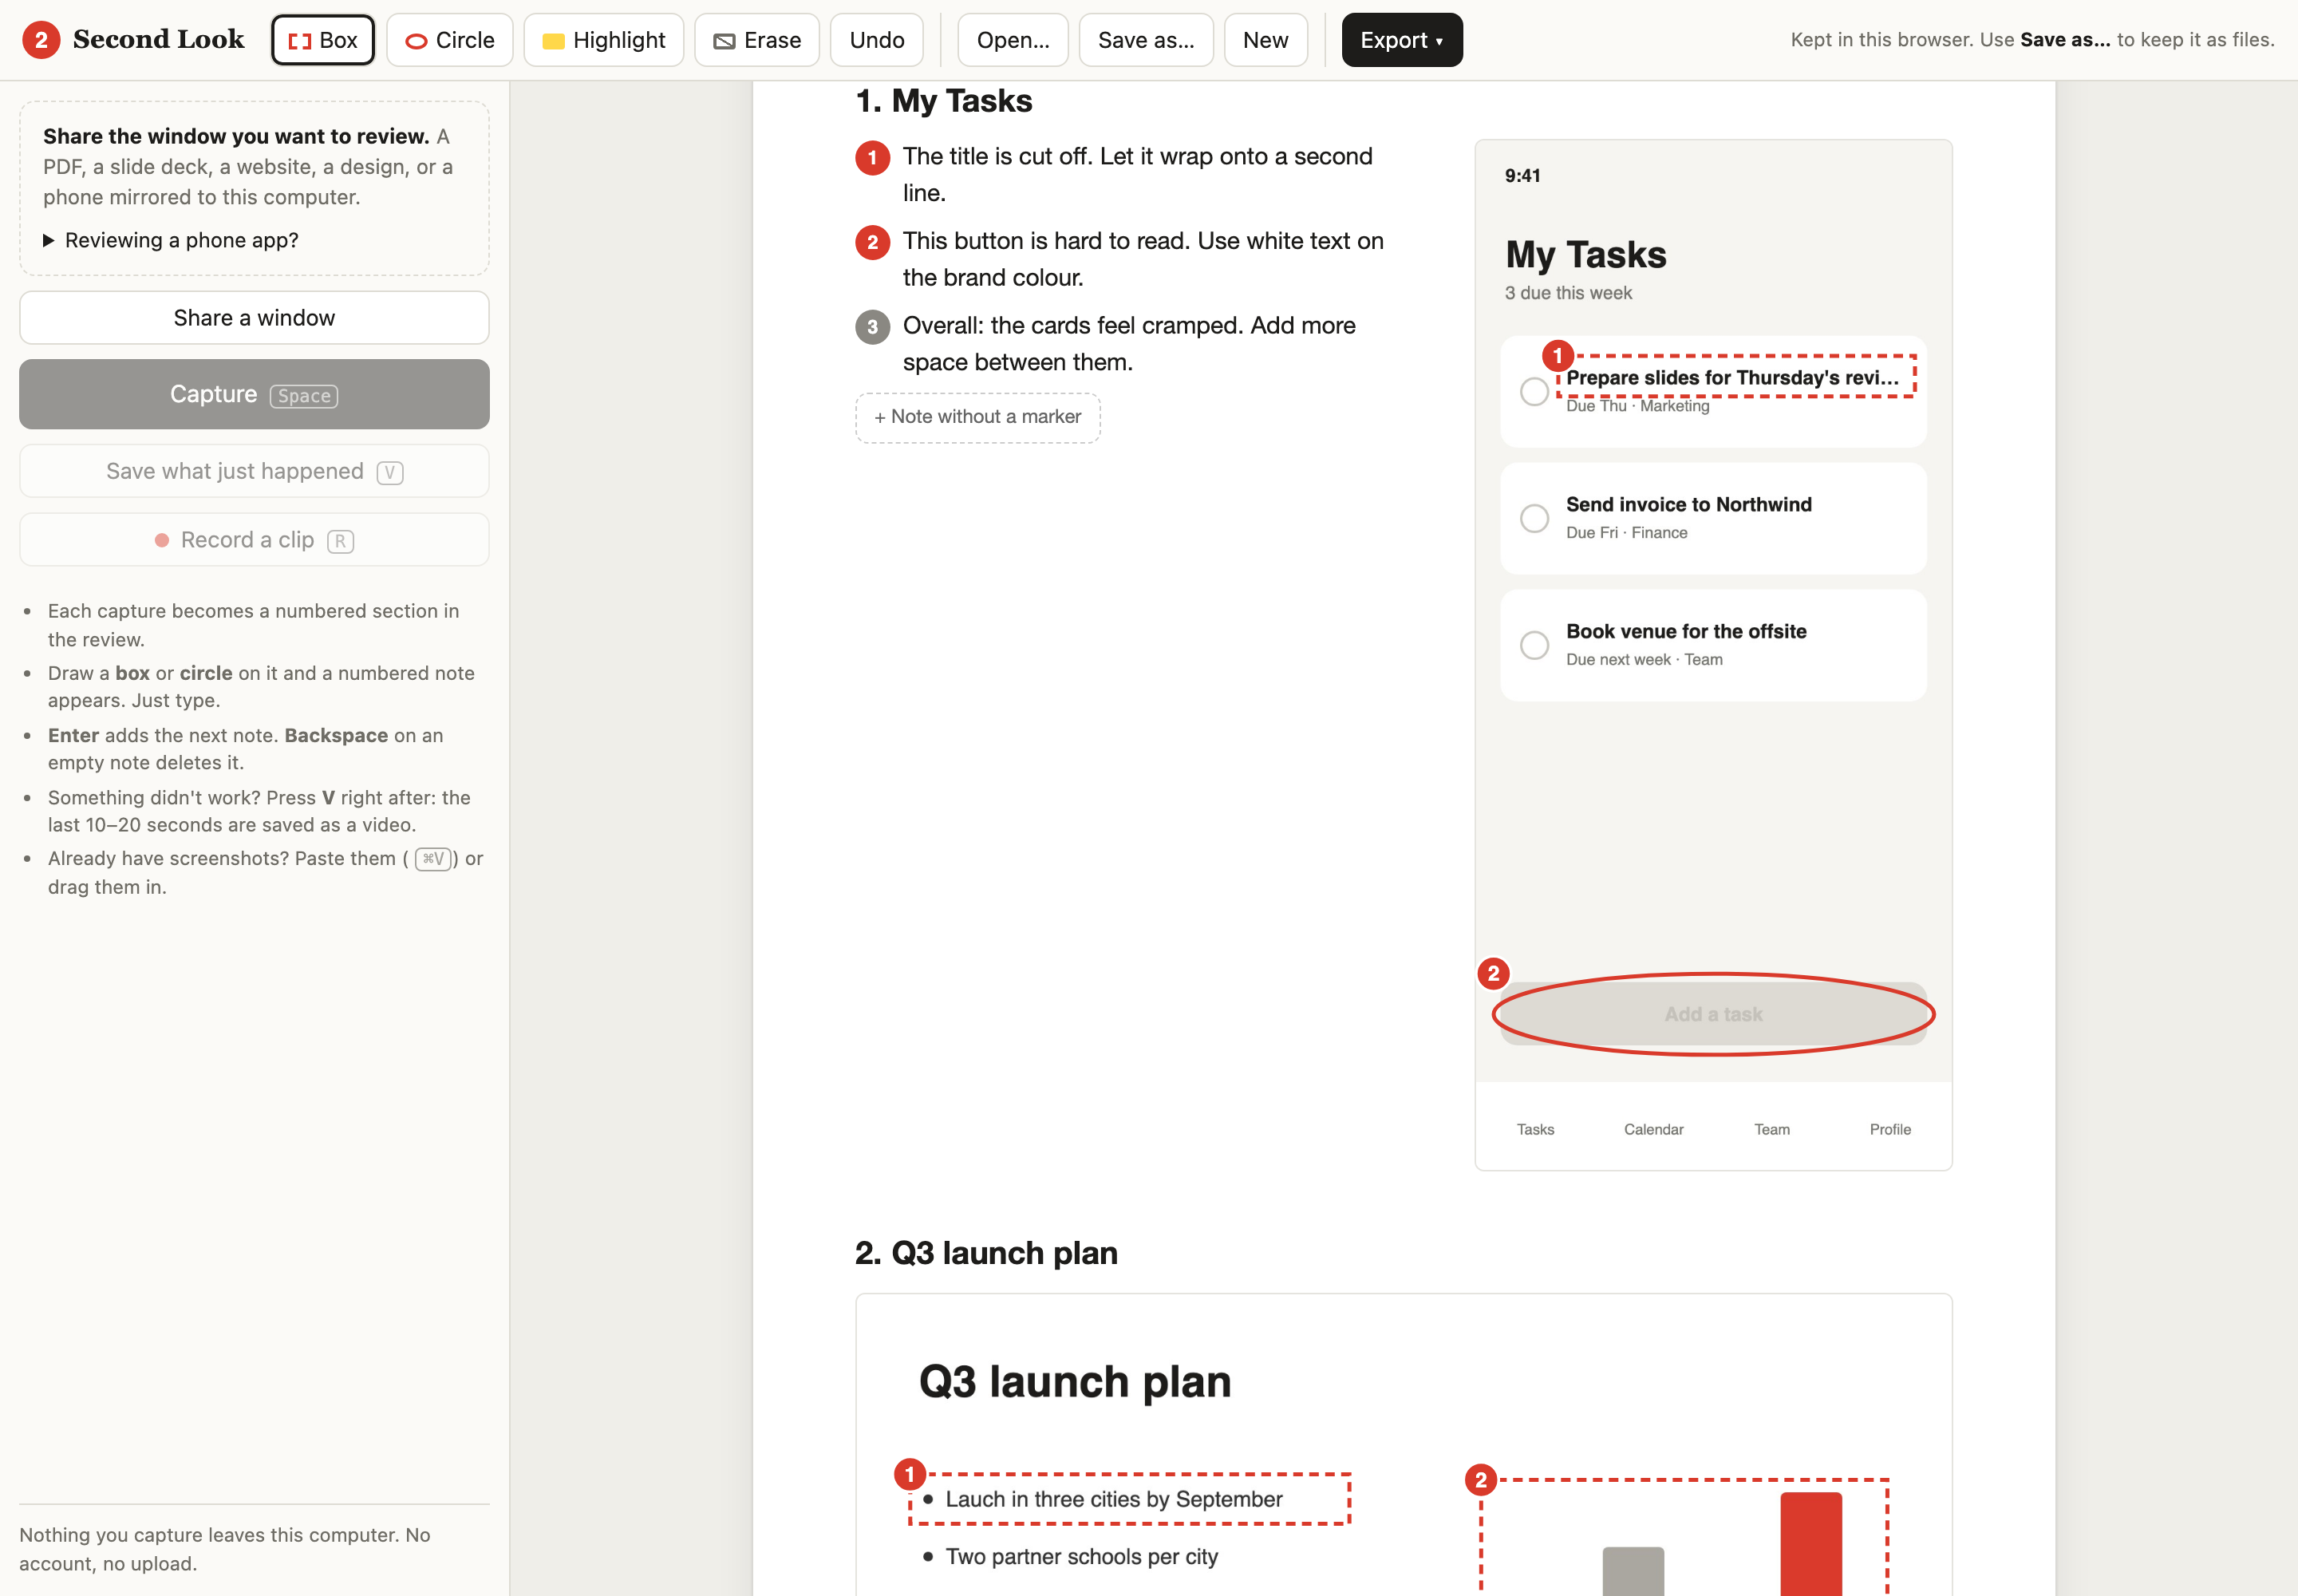 2 Second Look
Box
Circle
Highlight
Erase
Undo
Open...
Save as...
New
Export ▾
Kept in this browser. Use Save as... to keep it as files.
Share the window you want to review. A
PDF, a slide deck, a website, a design, or a
phone mirrored to this computer.
▶ Reviewing a phone app?
Share a window
Capture Space
Save what just happened V
Record a clip R
• Each capture becomes a numbered section in
the review.
• Draw a box or circle on it and a numbered note
appears. Just type.
• Enter adds the next note. Backspace on an
empty note deletes it.
• Something didn't work? Press V right after: the
last 10–20 seconds are saved as a video.
• Already have screenshots? Paste them ( ⌘V) or
drag them in.
Nothing you capture leaves this computer. No
account, no upload.
1. My Tasks
1 The title is cut off. Let it wrap onto a second
line.
2 This button is hard to read. Use white text on
the brand colour.
3 Overall: the cards feel cramped. Add more
space between them.
+ Note without a marker
9:41
My Tasks
3 due this week
1
Prepare slides for Thursday's revi...
Due Thu · Marketing
Send invoice to Northwind
Due Fri · Finance
Book venue for the offsite
Due next week · Team
2
Add a task
Tasks
Calendar
Team
Profile
2. Q3 launch plan
Q3 launch plan
1
• Lauch in three cities by September
• Two partner schools per city
2